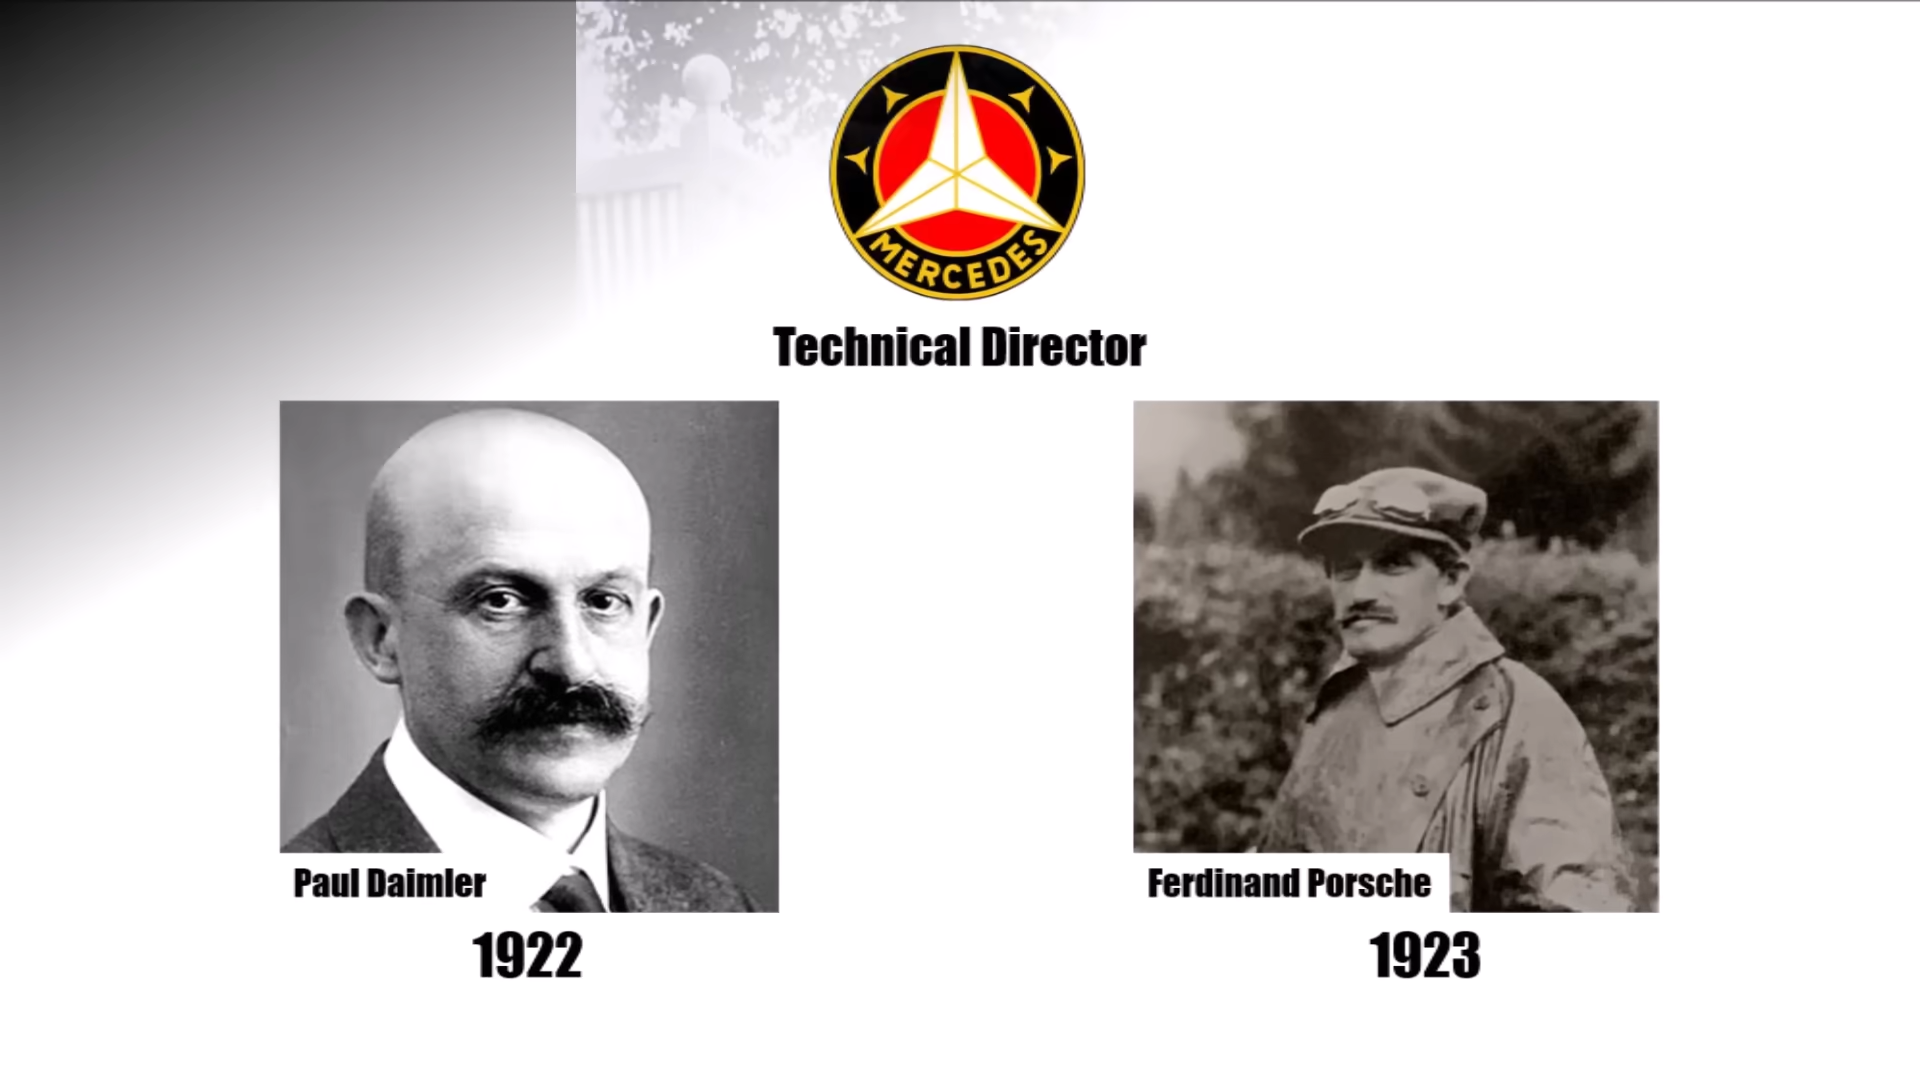 MERCEDES
Technical Director
Paul Daimler
Ferdinand Porsche
1922
1923